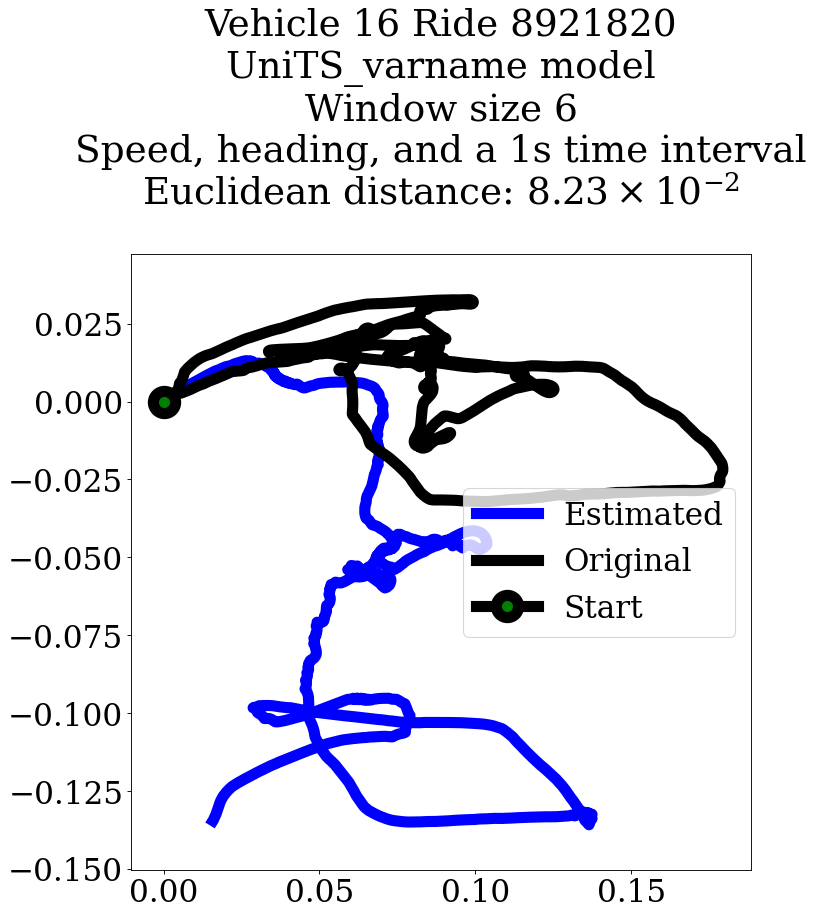 Vehicle 16 Ride 8921820
UniTS_varname model
Window size 6
Speed, heading, and a 1s time interval
Euclidean distance: 8.23 × 10⁻²
0.025
0.000
−0.025
−0.050
−0.075
−0.100
−0.125
−0.150
Estimated
Original
Start
0.00 0.05 0.10 0.15